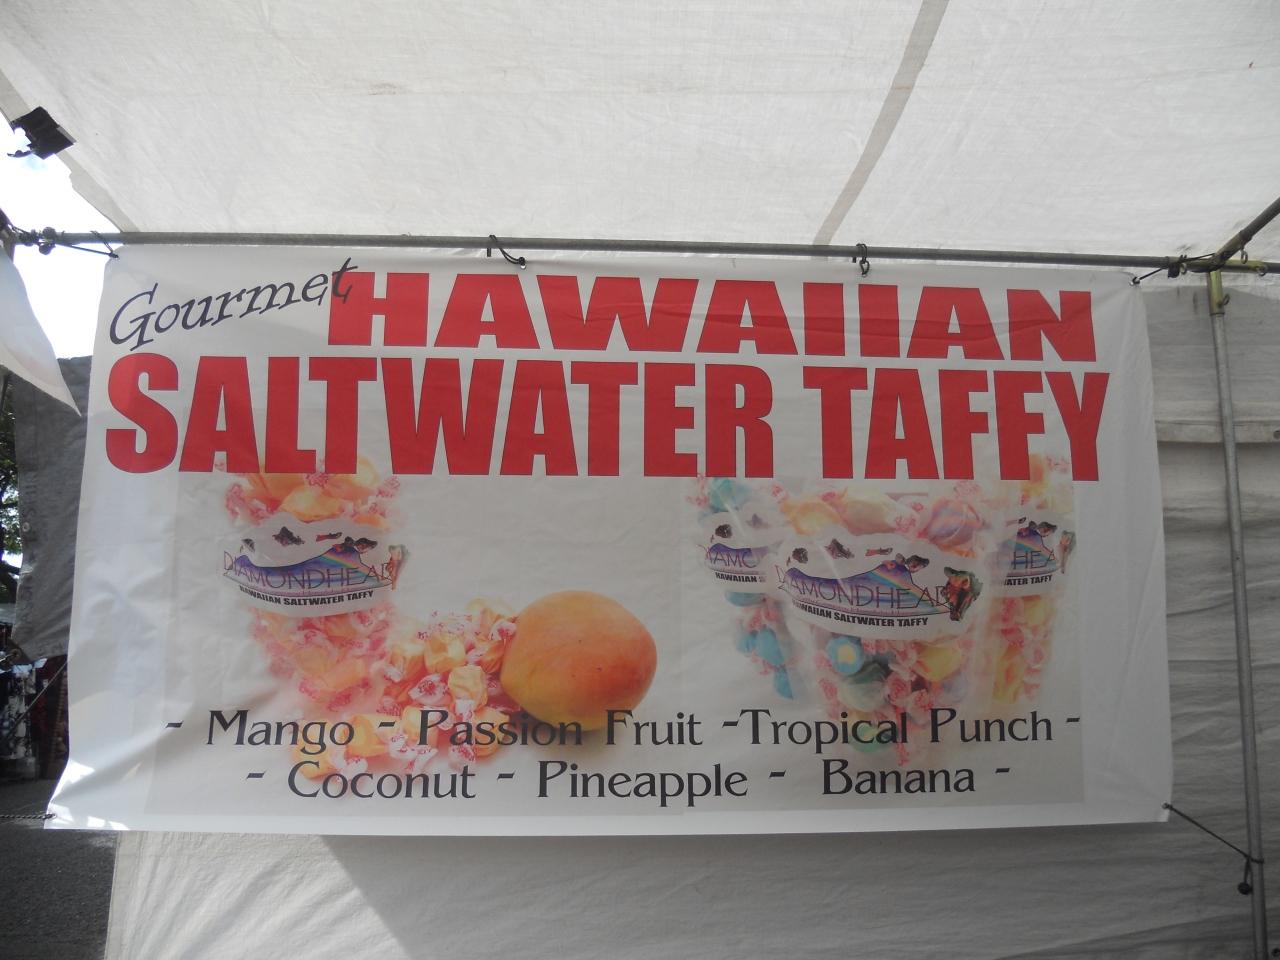 Gourmet HAWAIIAN
SALTWATER TAFFY
DIAMONDHEAD
HAWAIIAN SALTWATER TAFFY
DIAMONDHEAD
HAWAIIAN SALTWATER TAFFY
- Mango - Passion Fruit -Tropical Punch -
- Coconut - Pineapple - Banana -